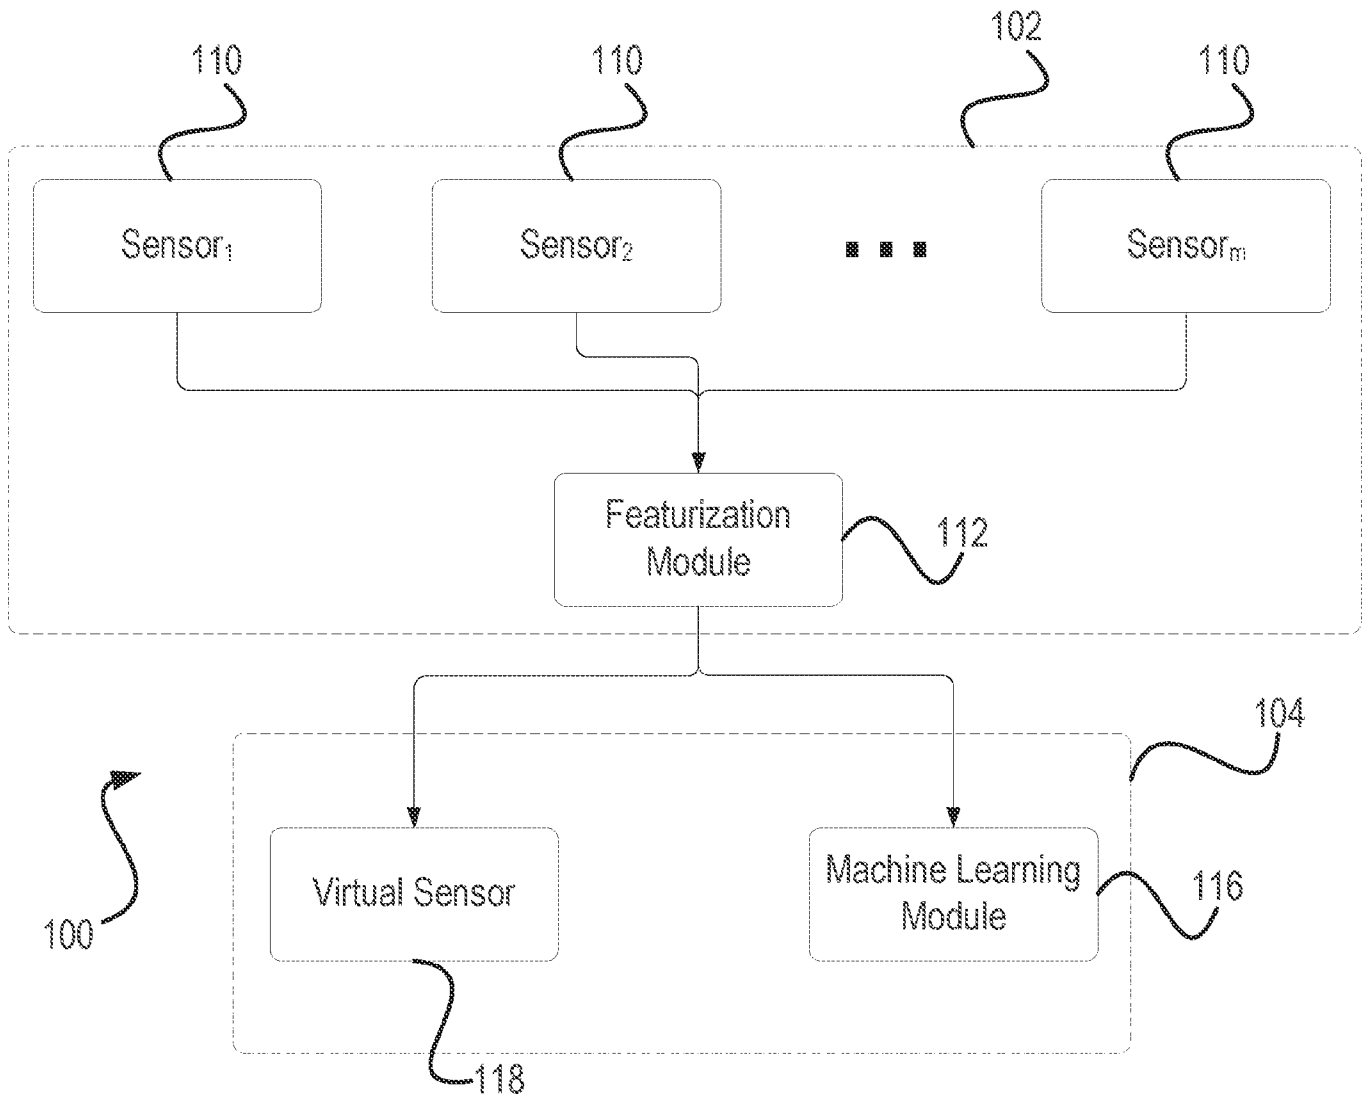 102
110
110
110
Sensor₁
Sensor₂
Sensorₘ
Featurization
Module
112
104
Virtual Sensor
Machine Learning
Module
116
100
118